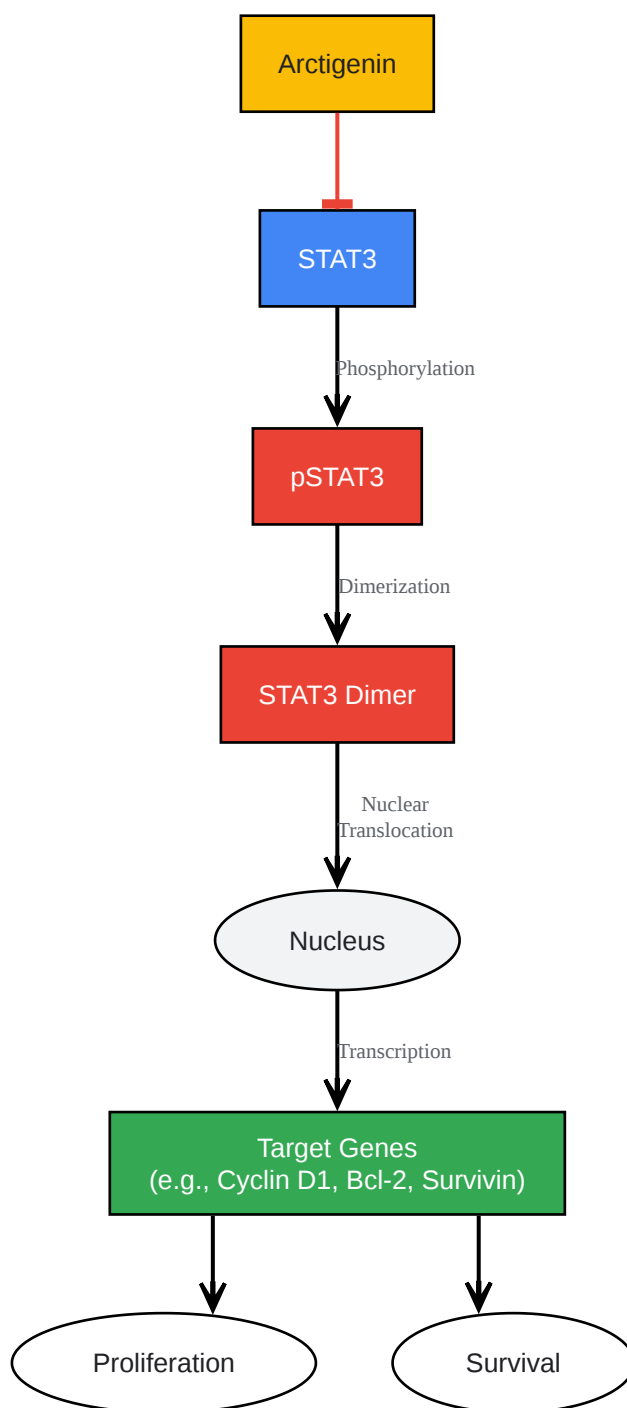 Arctigenin
STAT3
Phosphorylation
pSTAT3
Dimerization
STAT3 Dimer
Nuclear
Translocation
Nucleus
Transcription
Target Genes
(e.g., Cyclin D1, Bcl-2, Survivin)
Proliferation
Survival